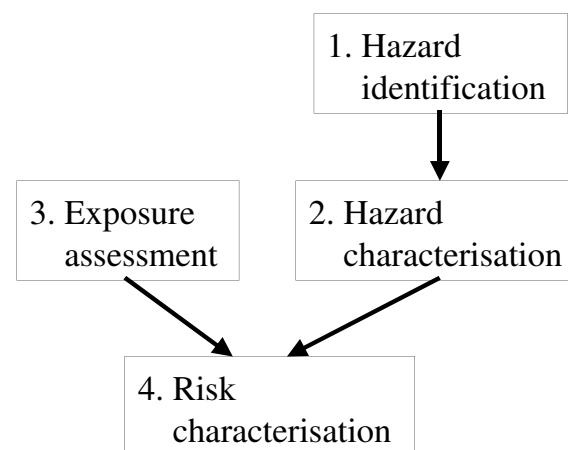 1. Hazard
identification
3. Exposure
assessment
2. Hazard
characterisation
4. Risk
characterisation